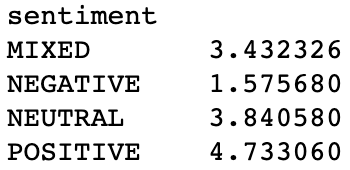 sentiment
MIXED 3.432326
NEGATIVE 1.575680
NEUTRAL 3.840580
POSITIVE 4.733060